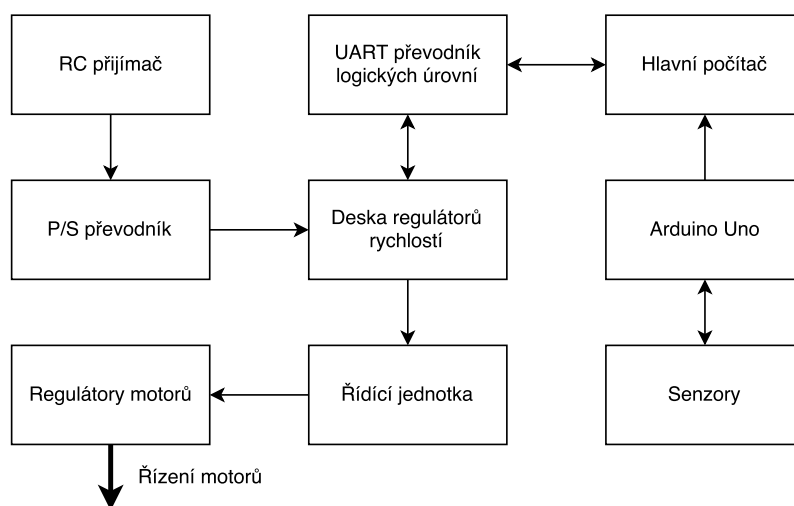 RC přijímač
UART převodník
logických úrovní
Hlavní počítač
P/S převodník
Deska regulátorů
rychlostí
Arduino Uno
Regulátory motorů
Řídící jednotka
Senzory
Řízení motorů